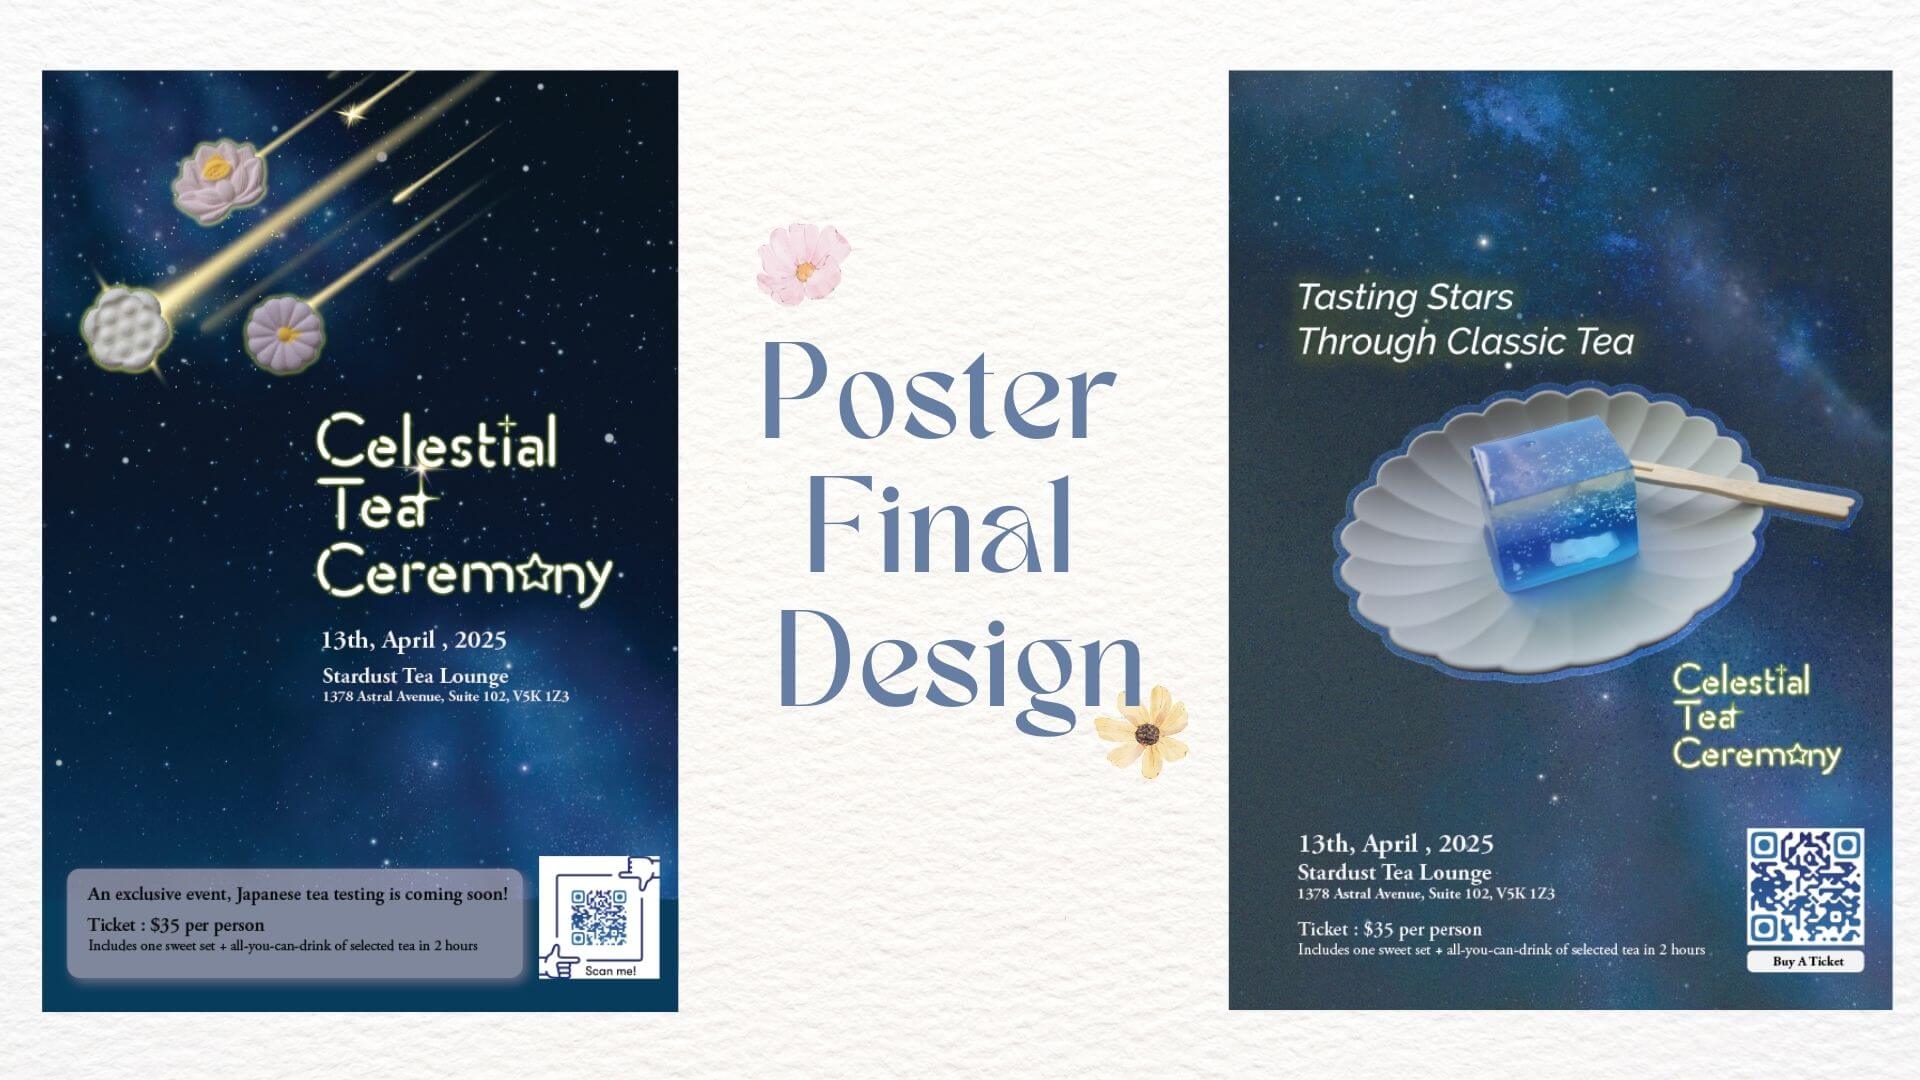 Celestial
Tea
Ceremony
13th, April , 2025
Stardust Tea Lounge
1378 Astral Avenue, Suite 102, V5K 1Z3
An exclusive event, Japanese tea testing is coming soon!
Ticket : $35 per person
Includes one sweet set + all-you-can-drink of selected tea in 2 hours
Scan me!
Poster
Final
Design
Tasting Stars
Through Classic Tea
Celestial
Tea
Ceremony
13th, April , 2025
Stardust Tea Lounge
1378 Astral Avenue, Suite 102, V5K 1Z3
Ticket : $35 per person
Includes one sweet set + all-you-can-drink of selected tea in 2 hours
Buy A Ticket